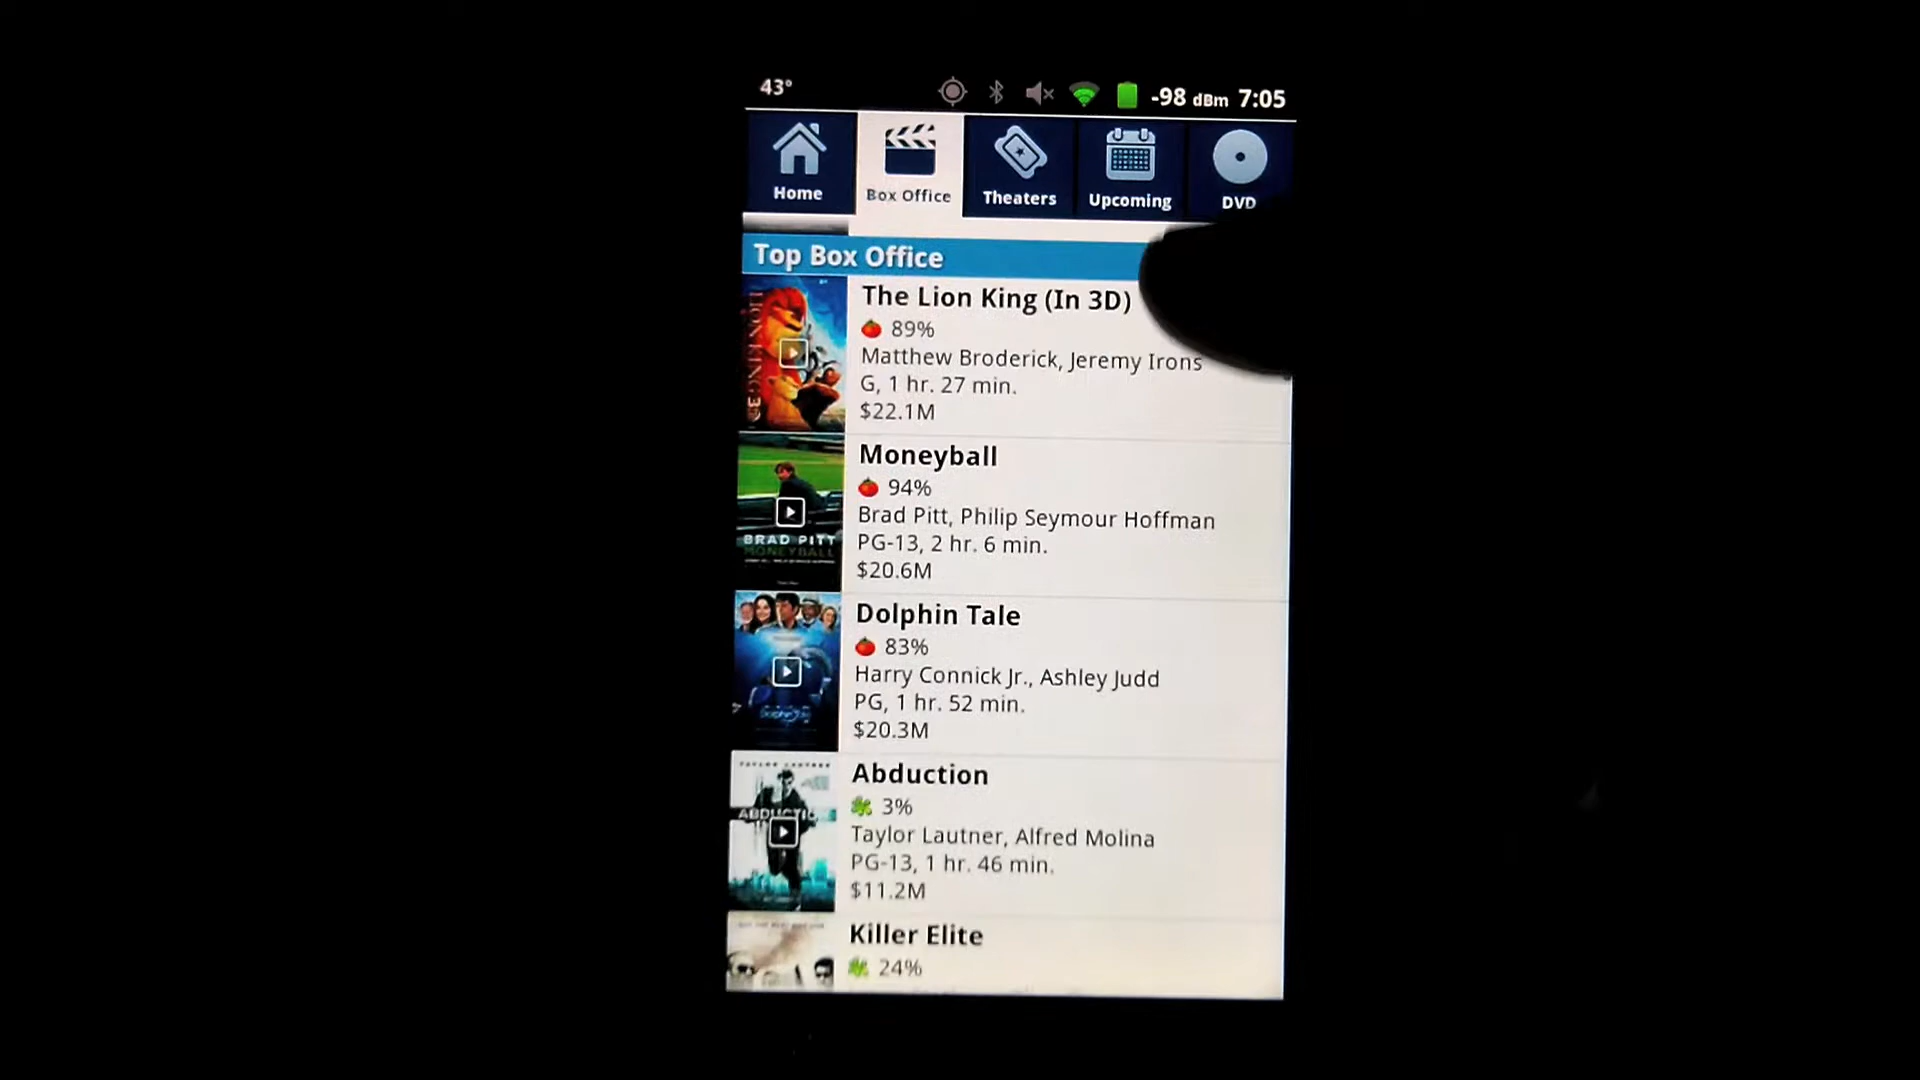 43° -98 dBm 7:05
Home Box Office Theaters Upcoming DVD
Top Box Office
The Lion King (In 3D)
89%
Matthew Broderick, Jeremy Irons
G, 1 hr. 27 min.
$22.1M
Moneyball
94%
Brad Pitt, Philip Seymour Hoffman
PG-13, 2 hr. 6 min.
$20.6M
BRAD PITT
MONEYBALL
Dolphin Tale
83%
Harry Connick Jr., Ashley Judd
PG, 1 hr. 52 min.
$20.3M
Abduction
3%
Taylor Lautner, Alfred Molina
PG-13, 1 hr. 46 min.
$11.2M
TAYLOR LAUTNER
Killer Elite
24%